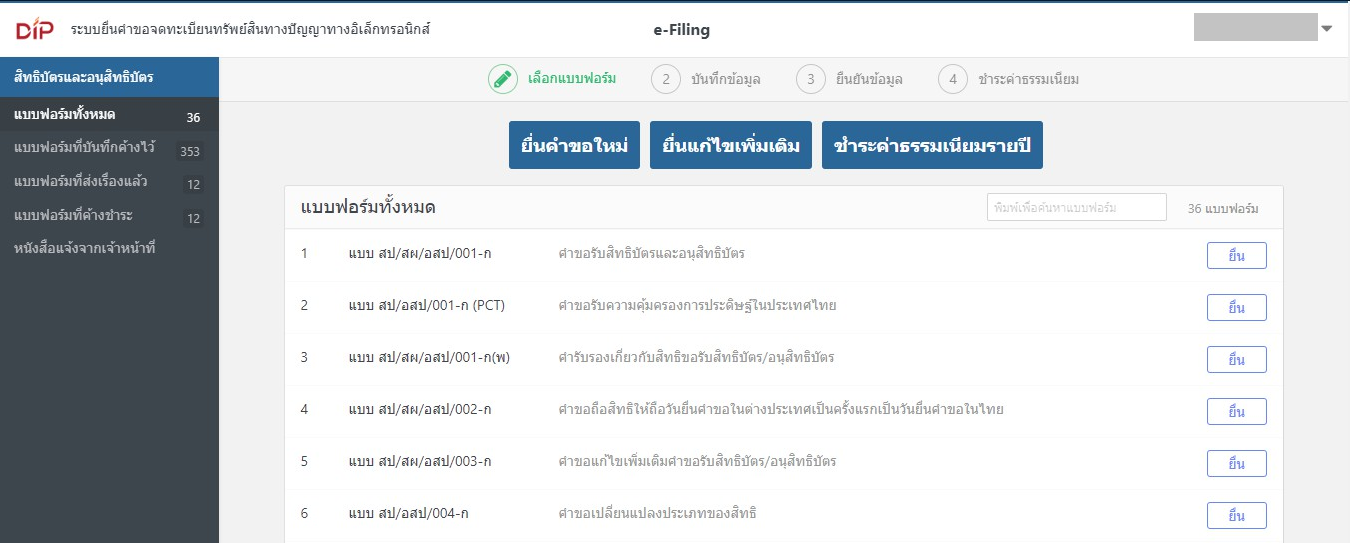 DIP ระบบยื่นคำขอจดทะเบียนทรัพย์สินทางปัญญาทางอิเล็กทรอนิกส์ e-Filing
สิทธิบัตรและอนุสิทธิบัตร
เลือกแบบฟอร์ม 2 บันทึกข้อมูล 3 ยืนยันข้อมูล 4 ชำระค่าธรรมเนียม
แบบฟอร์มทั้งหมด 36
แบบฟอร์มที่บันทึกค้างไว้ 353
แบบฟอร์มที่ส่งเรื่องแล้ว 12
แบบฟอร์มที่ค้างชำระ 12
หนังสือแจ้งจากเจ้าหน้าที่
ยื่นคำขอใหม่ ยื่นแก้ไขเพิ่มเติม ชำระค่าธรรมเนียมรายปี
แบบฟอร์มทั้งหมด พิมพ์เพื่อค้นหาแบบฟอร์ม 36 แบบฟอร์ม
1 แบบ สป/สผ/อสป/001-ก คำขอรับสิทธิบัตรและอนุสิทธิบัตร ยื่น
2 แบบ สป/อสป/001-ก (PCT) คำขอรับความคุ้มครองการประดิษฐ์ในประเทศไทย ยื่น
3 แบบ สป/สผ/อสป/001-ก(พ) คำรับรองเกี่ยวกับสิทธิขอรับสิทธิบัตร/อนุสิทธิบัตร ยื่น
4 แบบ สป/สผ/อสป/002-ก คำขอถือสิทธิให้ถือวันยื่นคำขอในต่างประเทศเป็นครั้งแรกเป็นวันยื่นคำขอในไทย ยื่น
5 แบบ สป/สผ/อสป/003-ก คำขอแก้ไขเพิ่มเติมคำขอรับสิทธิบัตร/อนุสิทธิบัตร ยื่น
6 แบบ สป/อสป/004-ก คำขอเปลี่ยนแปลงประเภทของสิทธิ ยื่น